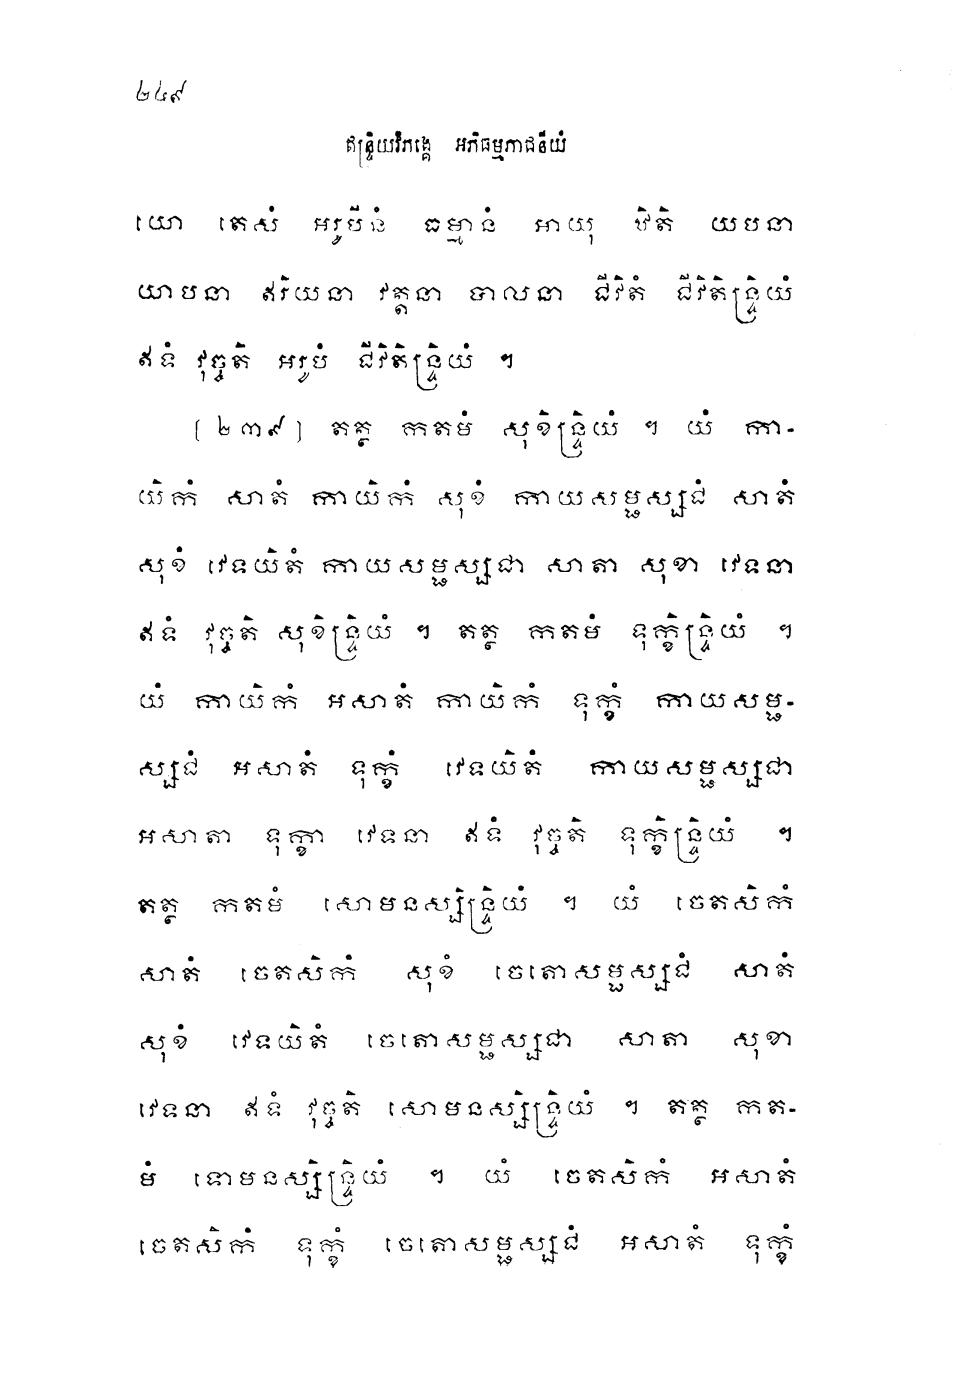 ២៤៩
ឥន្ទ្រិយវិភង្គេ អភិធម្មភាជនីយំ
យោ តេសំ អរូបីនំ ធម្មានំ អាយុ ឋិតិ យបនា
យាបនា ឥរិយនា វត្តនា បាលនា ជីវិតំ ជីវិតិន្ទ្រិយំ
ឥទំ វុច្ចតិ អរូបំ ជីវិតិន្ទ្រិយំ ។
[២៣៩] តត្ថ កតមំ សុខិន្ទ្រិយំ ។ យំ កា-
យិកំ សាតំ កាយិកំ សុខំ កាយសម្ផស្សជំ សាតំ
សុខំ វេទយិតំ កាយសម្ផស្សជា សាតា សុខា វេទនា
ឥទំ វុច្ចតិ សុខិន្ទ្រិយំ ។ តត្ថ កតមំ ទុក្ខិន្ទ្រិយំ ។
យំ កាយិកំ អសាតំ កាយិកំ ទុក្ខំ កាយសម្ផ-
ស្សជំ អសាតំ ទុក្ខំ វេទយិតំ កាយសម្ផស្សជា
អសាតា ទុក្ខា វេទនា ឥទំ វុច្ចតិ ទុក្ខិន្ទ្រិយំ ។
តត្ថ កតមំ សោមនស្សិន្ទ្រិយំ ។ យំ ចេតសិកំ
សាតំ ចេតសិកំ សុខំ ចេតោសម្ផស្សជំ សាតំ
សុខំ វេទយិតំ ចេតោសម្ផស្សជា សាតា សុខា
វេទនា ឥទំ វុច្ចតិ សោមនស្សិន្ទ្រិយំ ។ តត្ថ កត-
មំ ទោមនស្សិន្ទ្រិយំ ។ យំ ចេតសិកំ អសាតំ
ចេតសិកំ ទុក្ខំ ចេតោសម្ផស្សជំ អសាតំ ទុក្ខំ